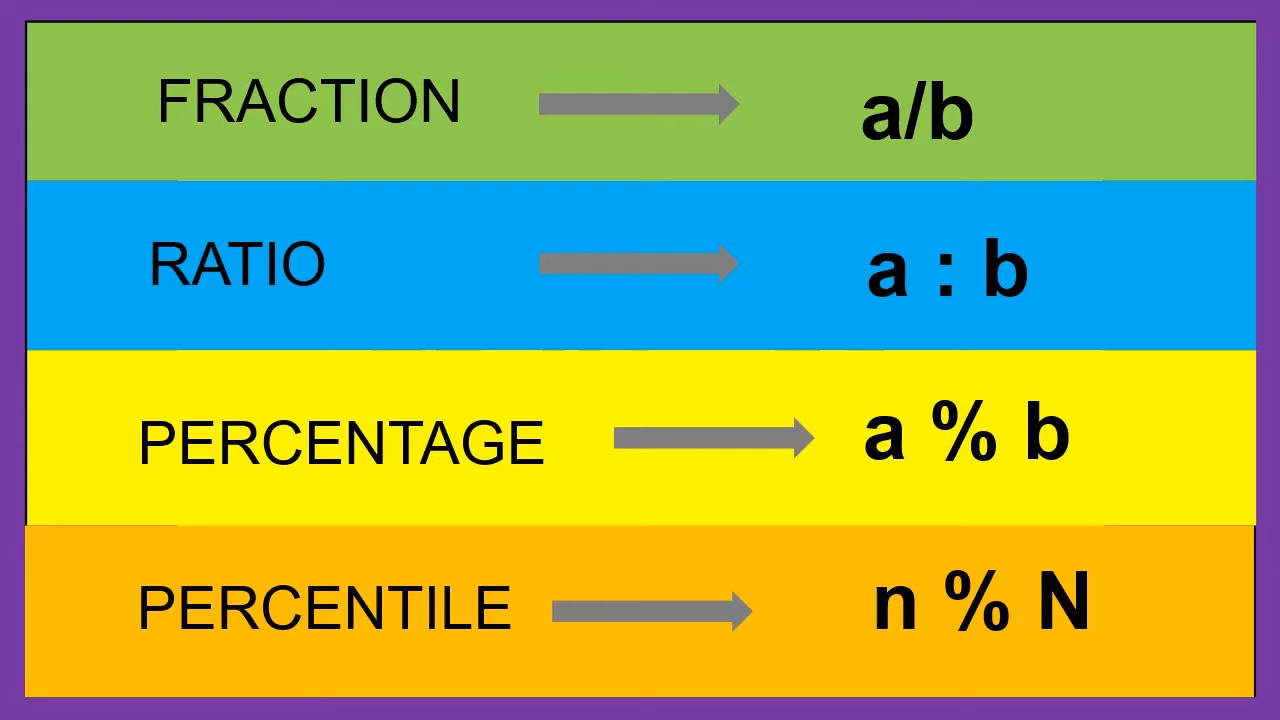 FRACTION a/b
RATIO a : b
PERCENTAGE a % b
PERCENTILE n % N